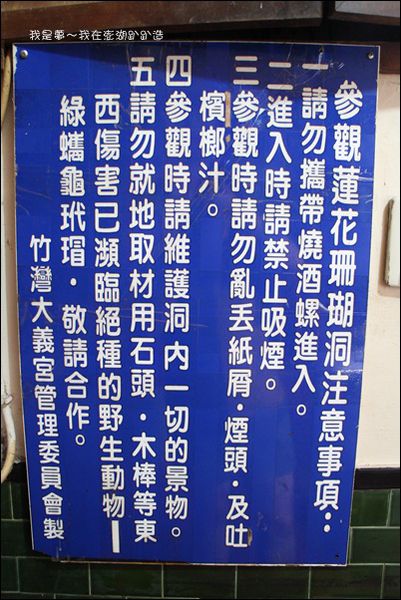 我是夢～我在澎湖趴趴造
參觀蓮花珊瑚洞注意事項：
一請勿攜帶燒酒螺進入。
二進入時請禁止吸煙。
三參觀時請勿亂丟紙屑·煙頭·及吐
檳榔汁。
四參觀時請維護洞內一切的景物。
五請勿就地取材用石頭·木棒等東
西傷害已瀕臨絕種的野生動物—
綠蠵龜玳瑁·敬請合作。
竹灣大義宮管理委員會製